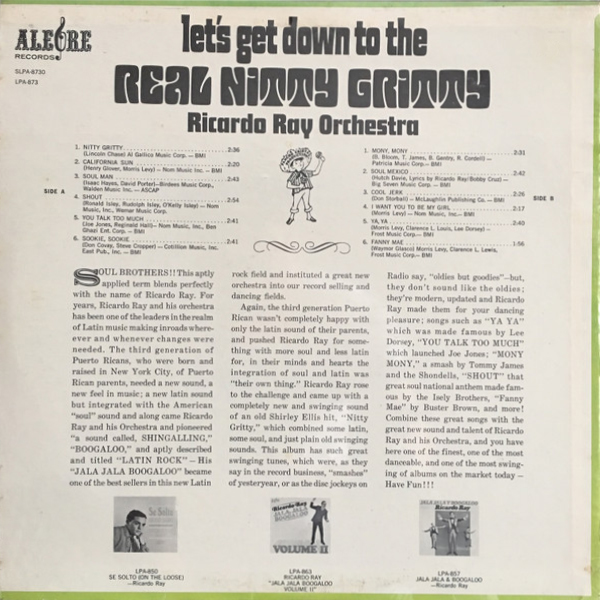 ALEGRE
RECORDS
SLPA-8730
LPA-873
let's get down to the
REAL NITTY GRITTY
Ricardo Ray Orchestra
SIDE A
1. NITTY GRITTY 2:36
(Lincoln Chase) Al Gallico Music Corp. — BMI
2. CALIFORNIA SUN 2:20
(Henry Glover, Morris Levy) — Nom Music Inc. — BMI
3. SOUL MAN 2:43
(Isaac Hayes, David Porter)—Birdees Music Corp.,
Walden Music Inc. — ASCAP
4. SHOUT 2:54
(Ronald Isley, Rudolph Isley, O'Kelly Isley) — Nom
Music, Inc., Wemar Music Corp.
5. YOU TALK TOO MUCH 2:41
(Joe Jones, Reginald Hall) — Nom Music, Inc., Ben
Ghazi Ent. Corp. — BMI
6. SOOKIE, SOOKIE 2:41
(Don Covay, Steve Cropper) — Cotillion Music, Inc.
East Pub., Inc. — BMI
SIDE B
1. MONY, MONY 2:31
(B. Bloom, T. James, B. Gentry, R. Cordell) —
Patricia Music Corp. — BMI
2. SOUL MEXICO 2:42
(Hutch Davie, Lyrics by Ricardo Ray/Bobby Cruz) —
Big Seven Music Corp. — BMI
3. COOL JERK 2:26
(Don Storball) — McLaughlin Publishing Co. — BMI
4. I WANT YOU TO BE MY GIRL 2:17
(Morris Levy) — Nom Music, Inc.— BMI
5. YA, YA 2:40
(Morris Levy, Clarence L. Louis, Lee Dorsey) —
Frost Music Corp.— BMI
6. FANNY MAE 1:56
(Waymor Glasco) Morris Levy, Clarence L. Lewis,
Frost Music Corp.— BMI
SOUL BROTHERS!! This aptly
applied term blends perfectly
with the name of Ricardo Ray. For
years, Ricardo Ray and his orchestra
has been one of the leaders in the realm
of Latin music making inroads where-
ever and whenever changes were
needed. The third generation of
Puerto Ricans, who were born and
raised in New York City, of Puerto
Rican parents, needed a new sound, a
new feel in music; a new latin sound
but integrated with the American
"soul" sound and along came Ricardo
Ray and his Orchestra and pioneered
"a sound called, SHINGALLING,"
"BOOGALOO," and aptly described
and titled "LATIN ROCK" — His
"JALA JALA BOOGALOO" became
one of the best sellers in this new Latin
rock field and instituted a great new
orchestra into our record selling and
dancing fields.
Again, the third generation Puerto
Rican wasn't completely happy with
only the latin sound of their parents,
and pushed Ricardo Ray for some-
thing with more soul and less latin
for, in their minds and hearts the
integration of soul and latin was
"their own thing." Ricardo Ray rose
to the challenge and came up with a
completely new and swinging sound
of an old Shirley Ellis hit, "Nitty
Gritty," which combined some latin,
some soul, and just plain old swinging
sounds. This album has such great
swinging tunes, which were, as they
say in the record business, "smashes"
of yesteryear, or as the disc jockeys on
Radio say, "oldies but goodies"—but,
they don't sound like the oldies;
they're modern, updated and Ricardo
Ray made them for your dancing
pleasure; songs such as "YA YA"
which was made famous by Lee
Dorsey, "YOU TALK TOO MUCH"
which launched Joe Jones; "MONY
MONY," a smash by Tommy James
and the Shondells, "SHOUT" that
great soul national anthem made fam-
ous by the Isely Brothers, "Fanny
Mae" by Buster Brown, and more!
Combine these great songs with the
great new sound and talent of Ricardo
Ray and his Orchestra, and you have
here one of the finest, one of the most
danceable, and one of the most swing-
ing of albums on the market today —
Have Fun!!!
Se Solto
LPA-850
SE SOLTO (ON THE LOOSE)
—Ricardo Ray
Ricardo Ray
JALA JALA
BOOGALOO
VOLUME II
LPA-863
RICARDO RAY
"JALA JALA BOOGALOO
VOLUME II"
JALA JALA Y BOOGALOO
Ricardo Ray
LPA-857
JALA JALA & BOOGALOO
—Ricardo Ray